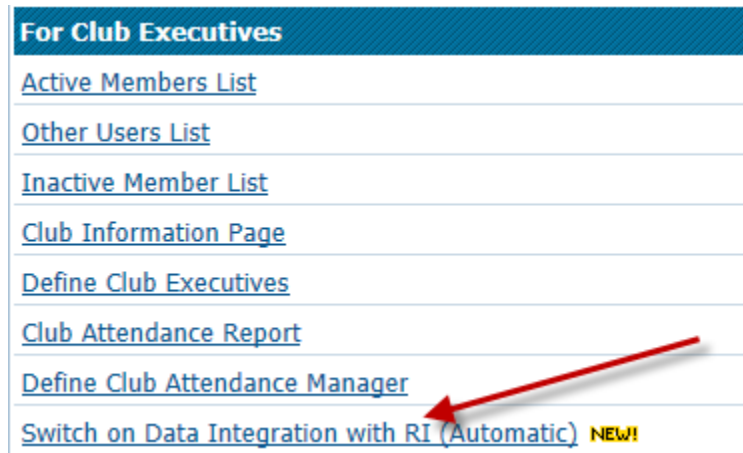 For Club Executives
Active Members List
Other Users List
Inactive Member List
Club Information Page
Define Club Executives
Club Attendance Report
Define Club Attendance Manager
Switch on Data Integration with RI (Automatic) NEW!